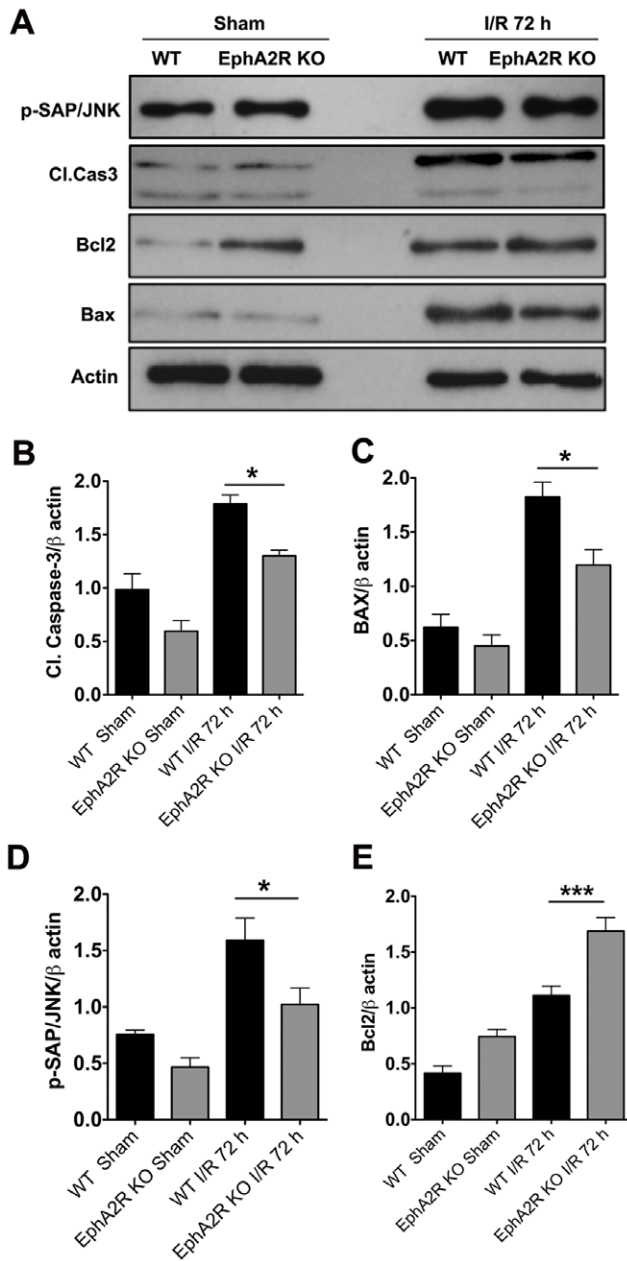 A
Sham
I/R 72 h
WT
EphA2R KO
WT
EphA2R KO
p-SAP/JNK
Cl.Cas3
Bcl2
Bax
Actin
B
Cl. Caspase-3/β actin
2.0
1.5
1.0
0.5
0.0
*
WT Sham
EphA2R KO Sham
WT I/R 72 h
EphA2R KO I/R 72 h
C
BAX/β actin
2.0
1.5
1.0
0.5
0.0
*
WT Sham
EphA2R KO Sham
WT I/R 72 h
EphA2R KO I/R 72 h
D
p-SAP/JNK/β actin
2.0
1.5
1.0
0.5
0.0
*
WT Sham
EphA2R KO Sham
WT I/R 72 h
EphA2R KO I/R 72 h
E
Bcl2/β actin
2.0
1.5
1.0
0.5
0.0
***
WT Sham
EphA2R KO Sham
WT I/R 72 h
EphA2R KO I/R 72 h